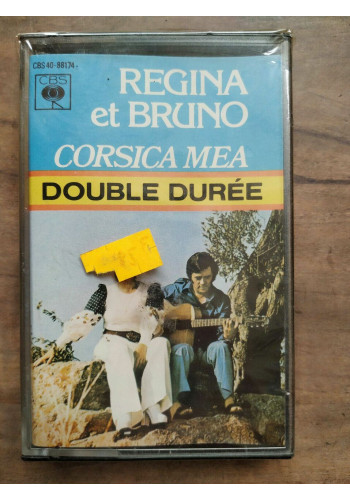 CBS 40-88174
CBS
REGINA
et BRUNO
CORSICA MEA
DOUBLE DURÉE